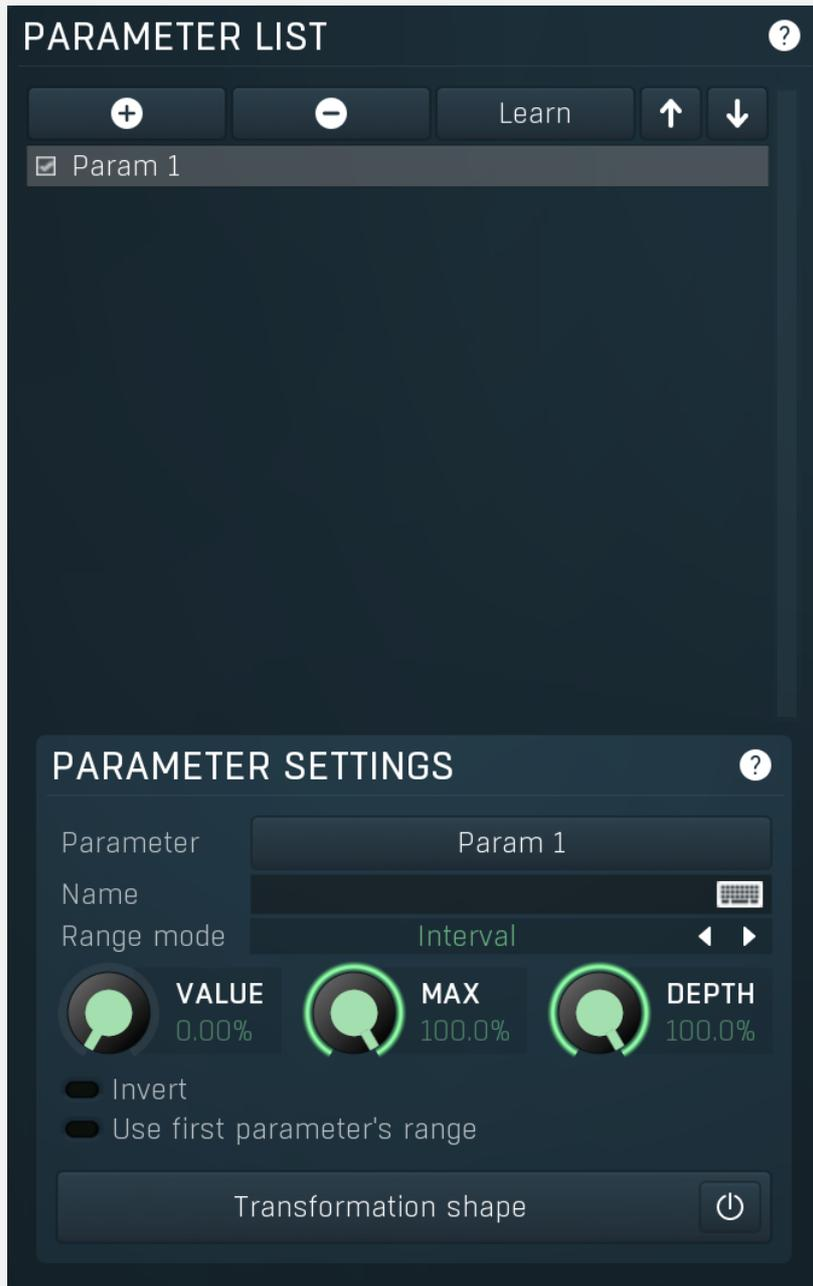 PARAMETER LIST ?
Learn
Param 1
PARAMETER SETTINGS ?
Parameter Param 1
Name
Range mode Interval
VALUE MAX DEPTH
0.00% 100.0% 100.0%
Invert
Use first parameter's range
Transformation shape